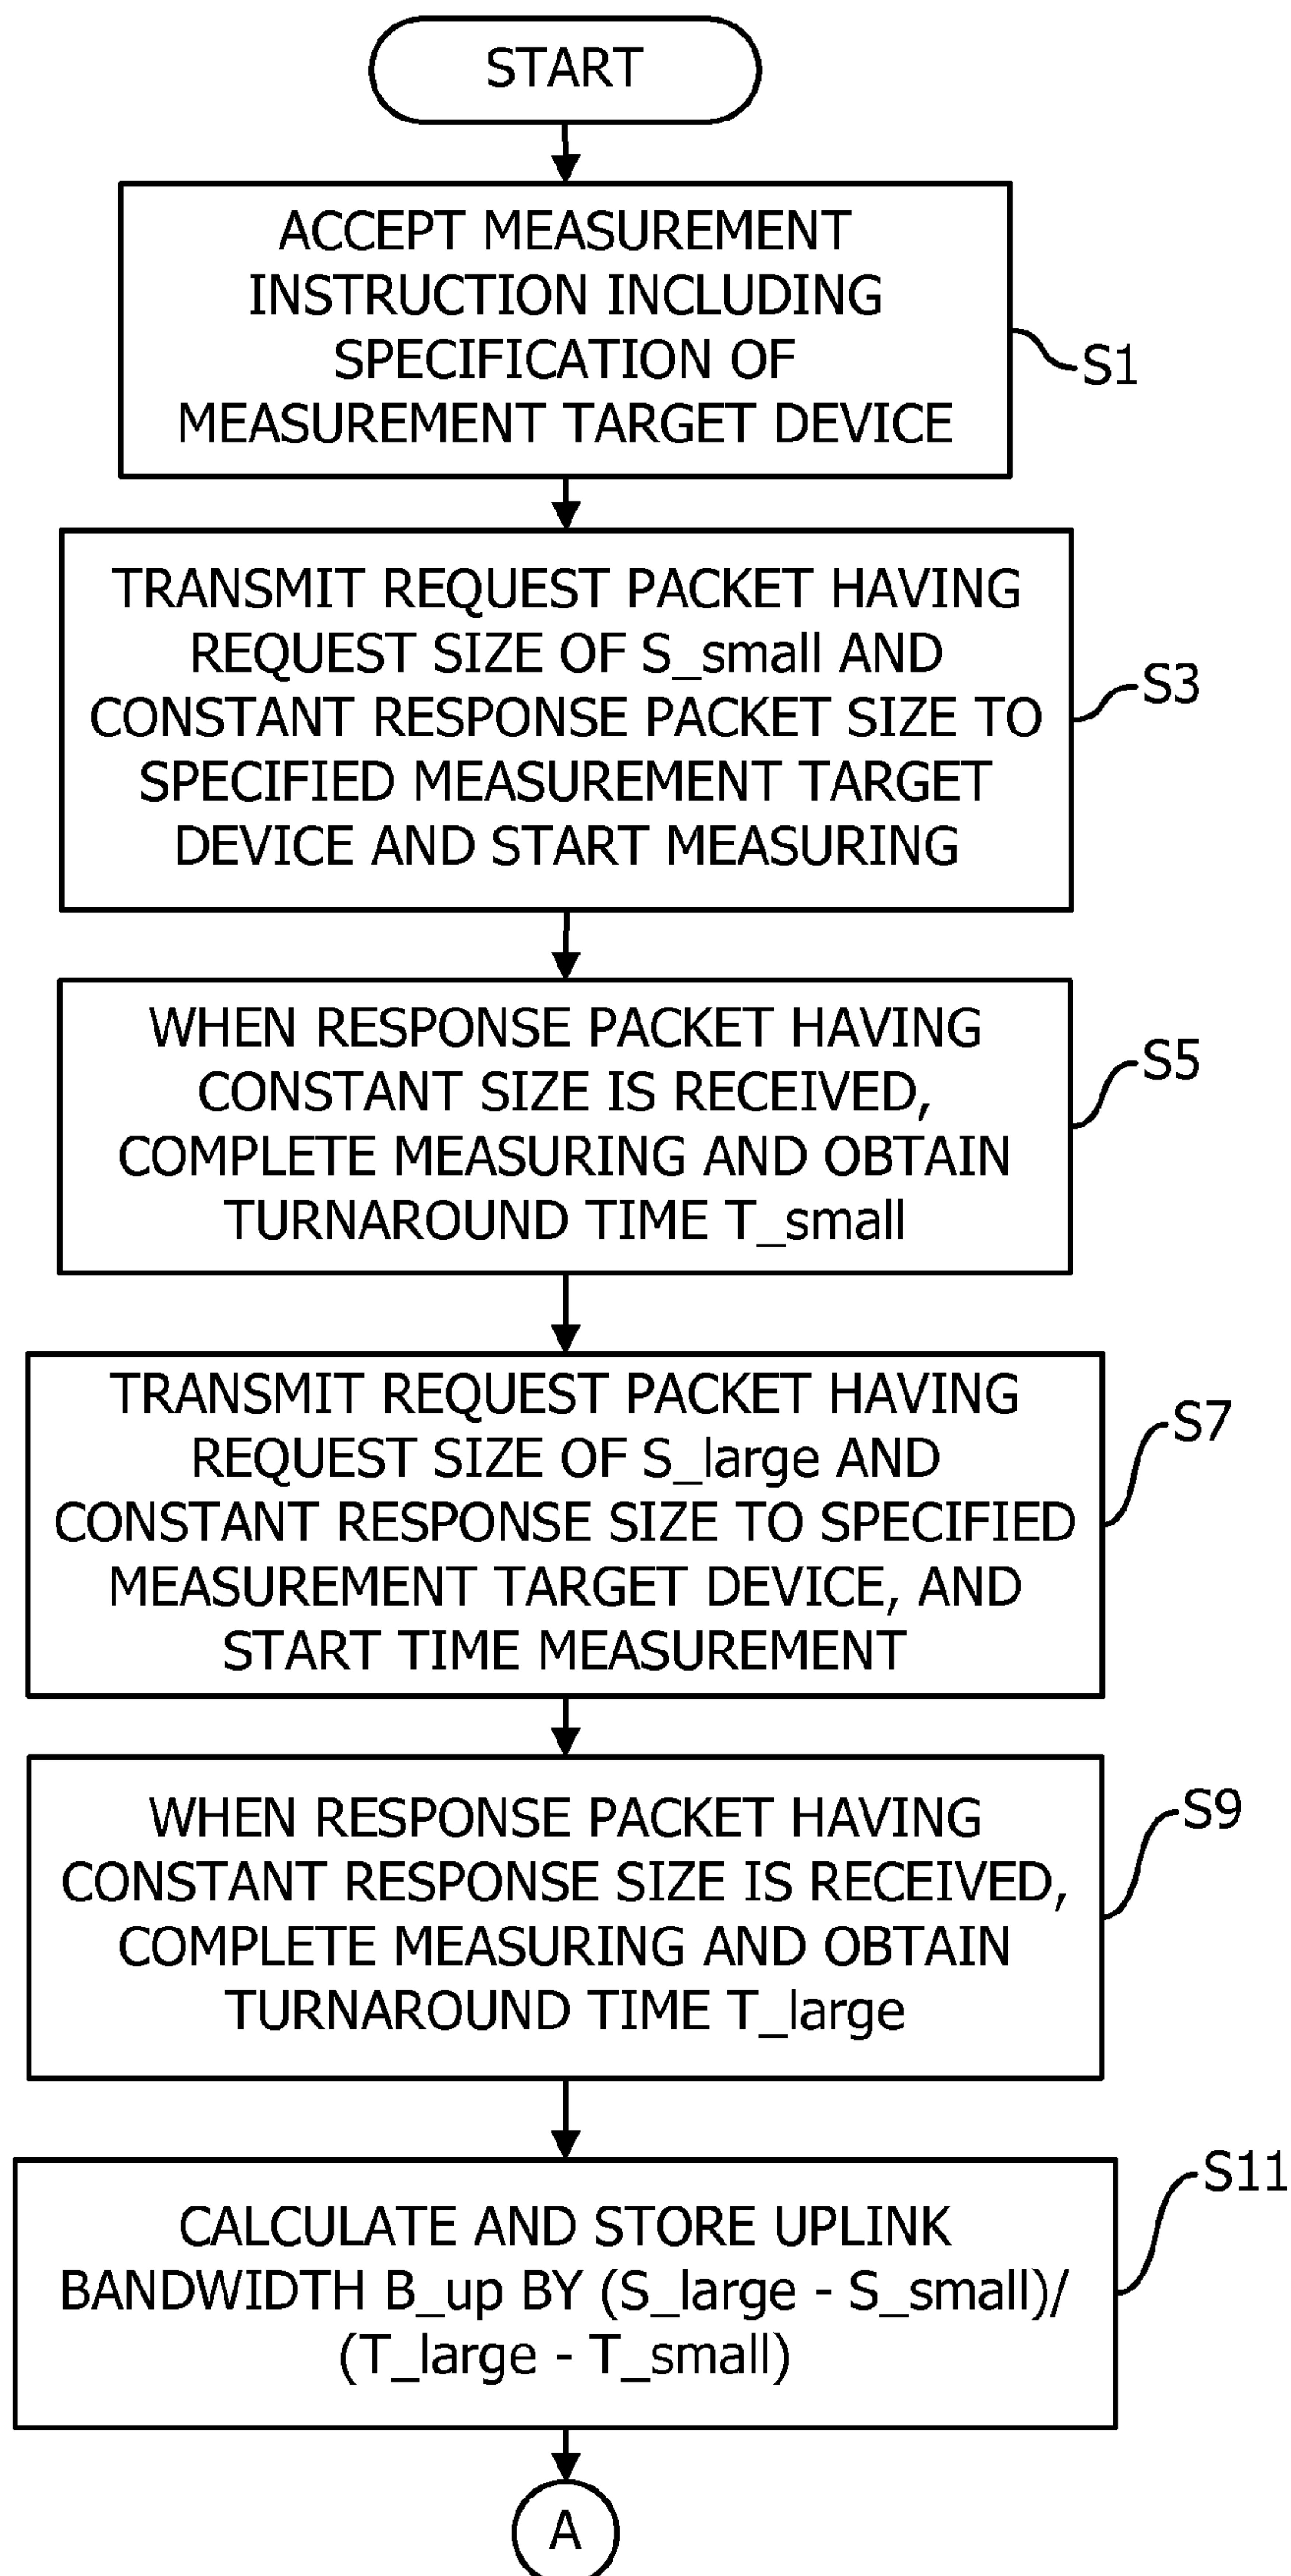 START
ACCEPT MEASUREMENT
INSTRUCTION INCLUDING
SPECIFICATION OF
MEASUREMENT TARGET DEVICE
S1
TRANSMIT REQUEST PACKET HAVING
REQUEST SIZE OF S_small AND
CONSTANT RESPONSE PACKET SIZE TO
SPECIFIED MEASUREMENT TARGET
DEVICE AND START MEASURING
S3
WHEN RESPONSE PACKET HAVING
CONSTANT SIZE IS RECEIVED,
COMPLETE MEASURING AND OBTAIN
TURNAROUND TIME T_small
S5
TRANSMIT REQUEST PACKET HAVING
REQUEST SIZE OF S_large AND
CONSTANT RESPONSE SIZE TO SPECIFIED
MEASUREMENT TARGET DEVICE, AND
START TIME MEASUREMENT
S7
WHEN RESPONSE PACKET HAVING
CONSTANT RESPONSE SIZE IS RECEIVED,
COMPLETE MEASURING AND OBTAIN
TURNAROUND TIME T_large
S9
CALCULATE AND STORE UPLINK
BANDWIDTH B_up BY (S_large - S_small)/
(T_large - T_small)
S11
A